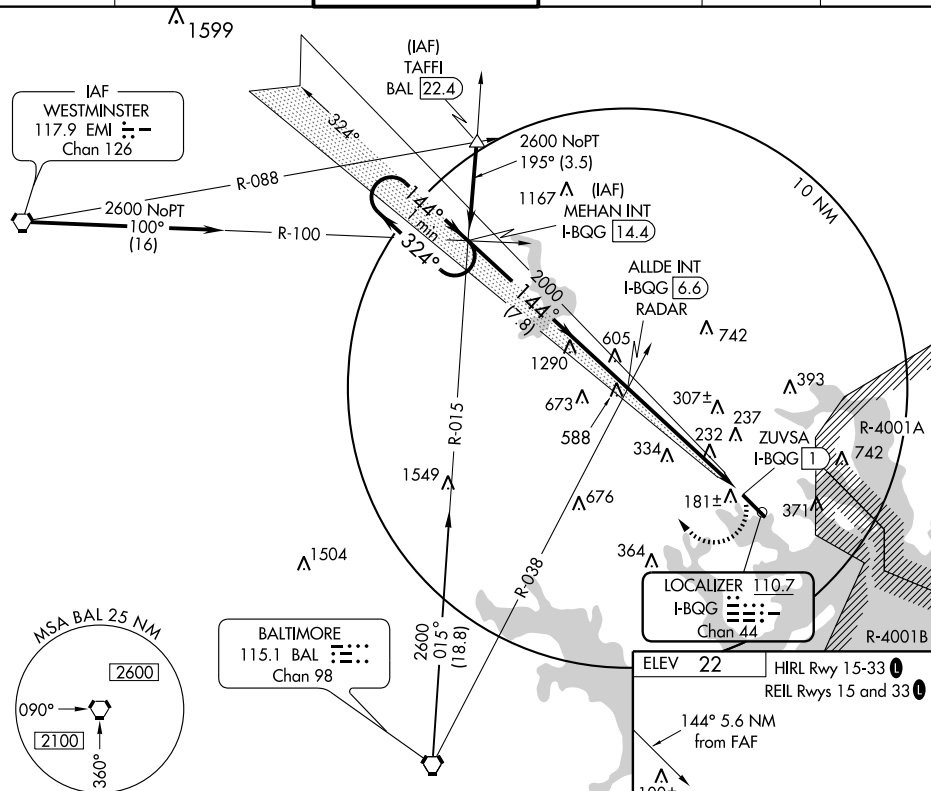 1599
(IAF)
TAFFI
BAL 22.4
IAF
WESTMINSTER
117.9 EMI
Chan 126
324°
2600 NoPT
195° (3.5)
R-088
1167
(IAF)
MEHAN INT
I-BQG 14.4
10 NM
2600 NoPT
100°
(16)
R-100
144°
1 min
324°
2000
144°
(7.8)
ALLDE INT
I-BQG 6.6
RADAR
742
605
1290
393
673
588
307±
237
232
334
ZUVSA
I-BQG 1
R-4001A
742
R-015
1549
181±
371
676
1504
R-038
364
LOCALIZER 110.7
I-BQG
Chan 44
R-4001B
MSA BAL 25 NM
2600
090°
2100
360°
BALTIMORE
115.1 BAL
Chan 98
2600
015°
(18.8)
ELEV 22
HIRL Rwy 15-33 L
REIL Rwys 15 and 33 L
144° 5.6 NM
from FAF
100±